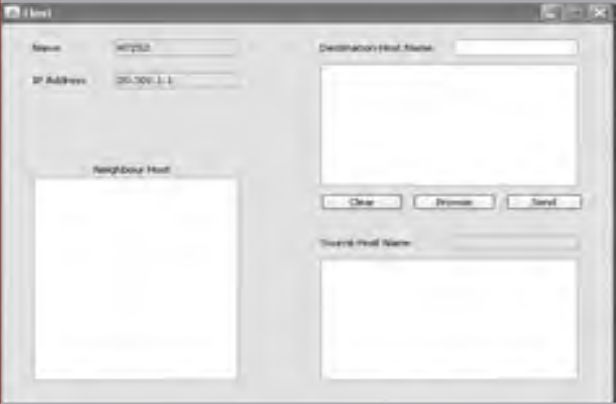 Host
Name
IP Address
Neighbour Host
Destination Host Name
Clear Browse Send
Source Host Name